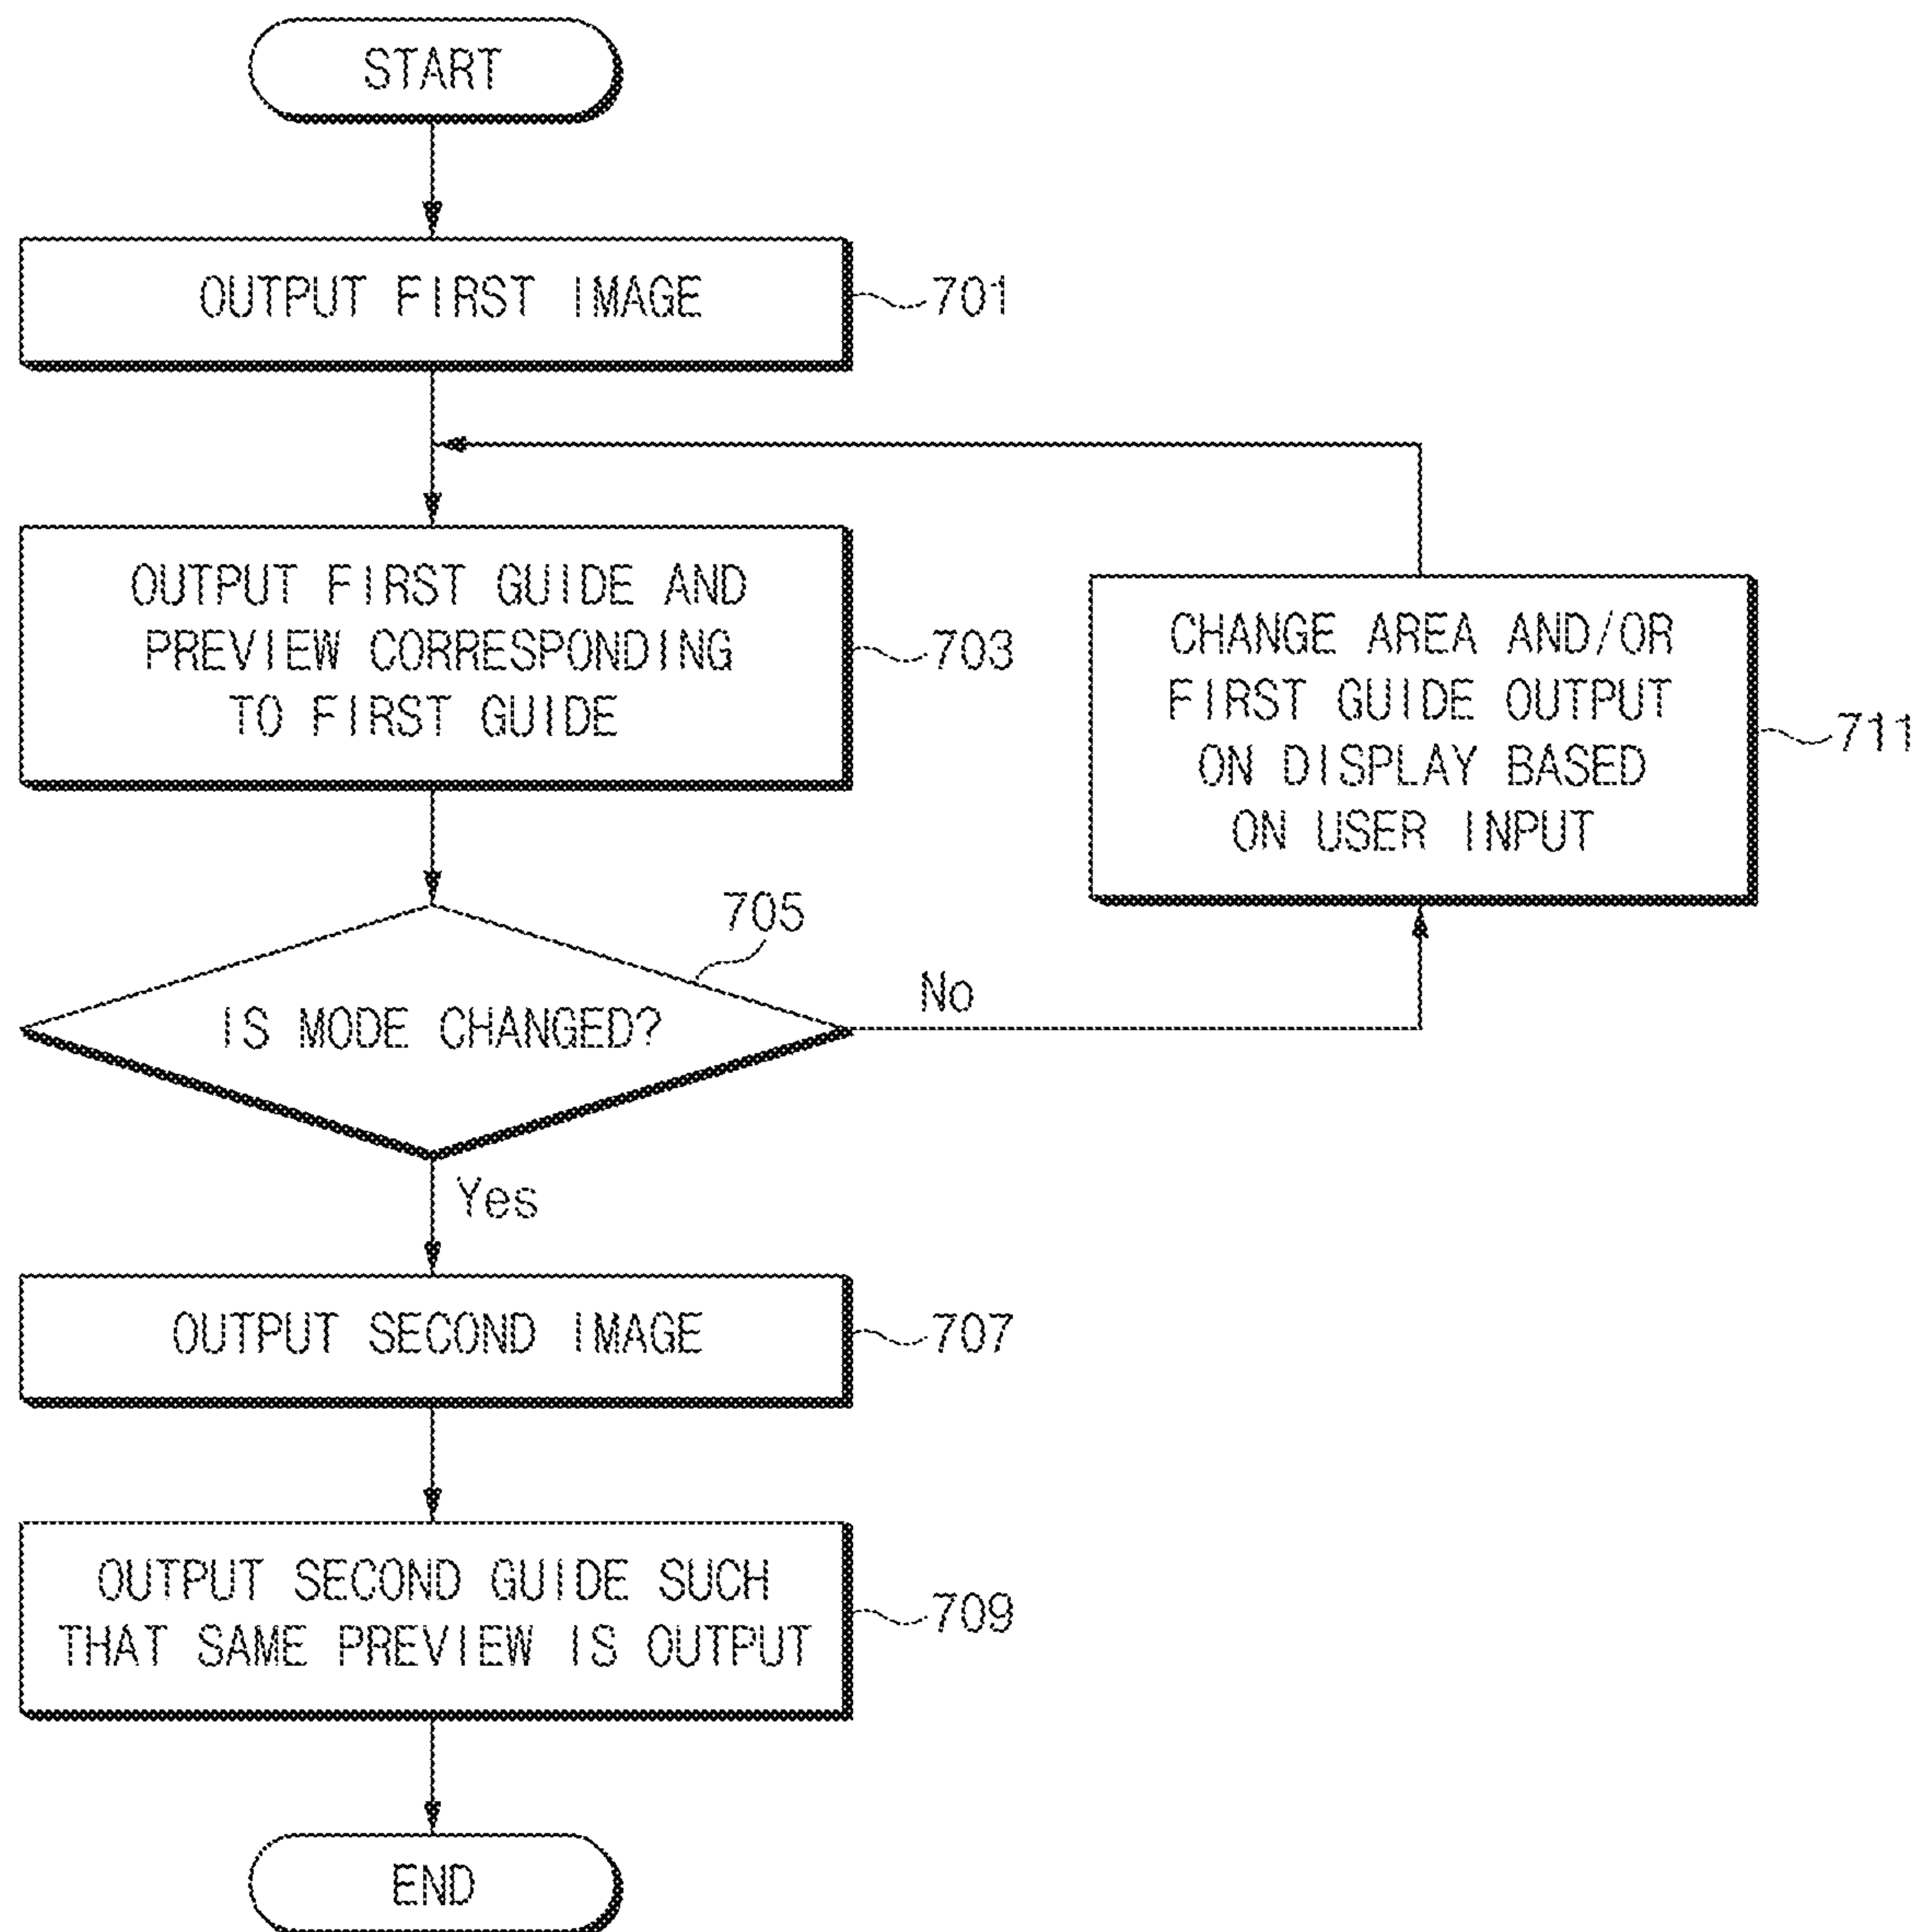 START
OUTPUT FIRST IMAGE
701
OUTPUT FIRST GUIDE AND
PREVIEW CORRESPONDING
TO FIRST GUIDE
703
CHANGE AREA AND/OR
FIRST GUIDE OUTPUT
ON DISPLAY BASED
ON USER INPUT
711
705
IS MODE CHANGED?
No
Yes
OUTPUT SECOND IMAGE
707
OUTPUT SECOND GUIDE SUCH
THAT SAME PREVIEW IS OUTPUT
709
END